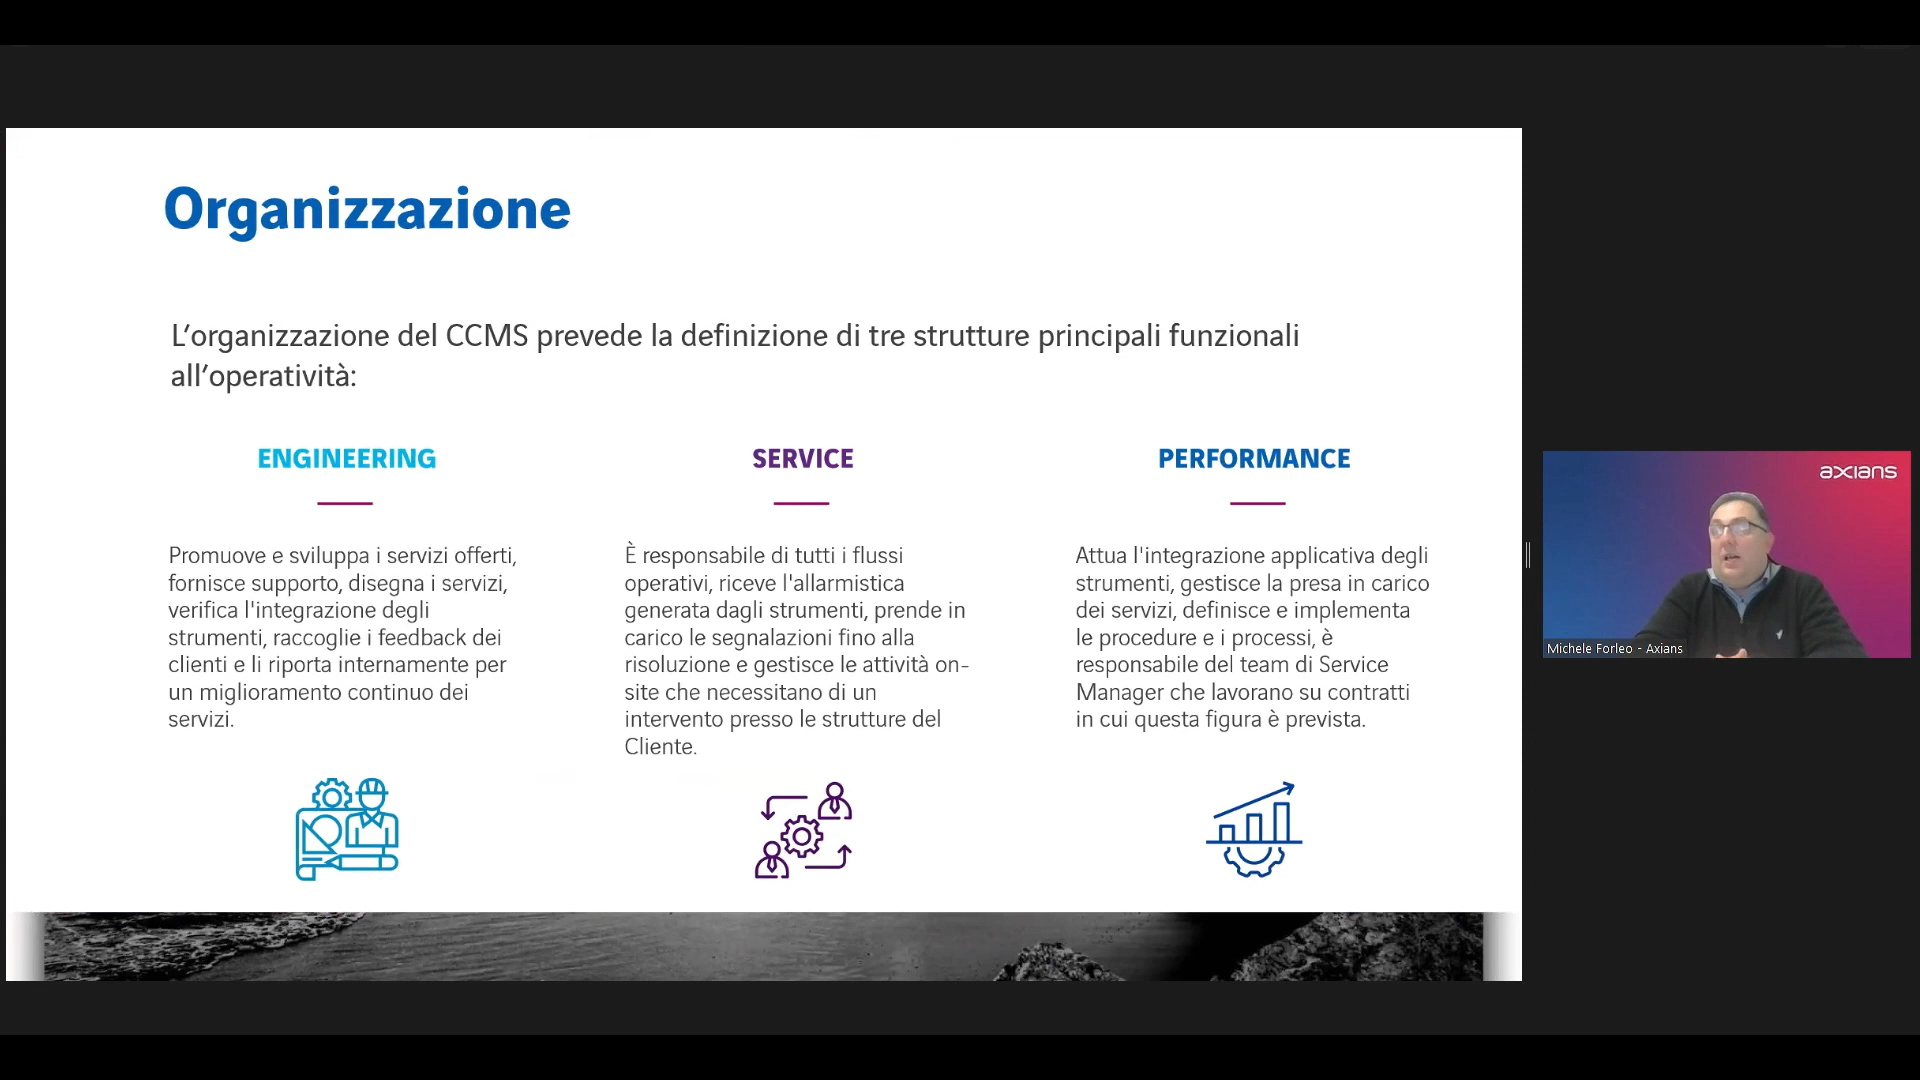 Organizzazione
L’organizzazione del CCMS prevede la definizione di tre strutture principali funzionali
all’operatività:
ENGINEERING
Promuove e sviluppa i servizi offerti,
fornisce supporto, disegna i servizi,
verifica l'integrazione degli
strumenti, raccoglie i feedback dei
clienti e li riporta internamente per
un miglioramento continuo dei
servizi.
SERVICE
È responsabile di tutti i flussi
operativi, riceve l'allarmistica
generata dagli strumenti, prende in
carico le segnalazioni fino alla
risoluzione e gestisce le attività on-
site che necessitano di un
intervento presso le strutture del
Cliente.
PERFORMANCE
Attua l'integrazione applicativa degli
strumenti, gestisce la presa in carico
dei servizi, definisce e implementa
le procedure e i processi, è
responsabile del team di Service
Manager che lavorano su contratti
in cui questa figura è prevista.
axians
Michele Forleo - Axians